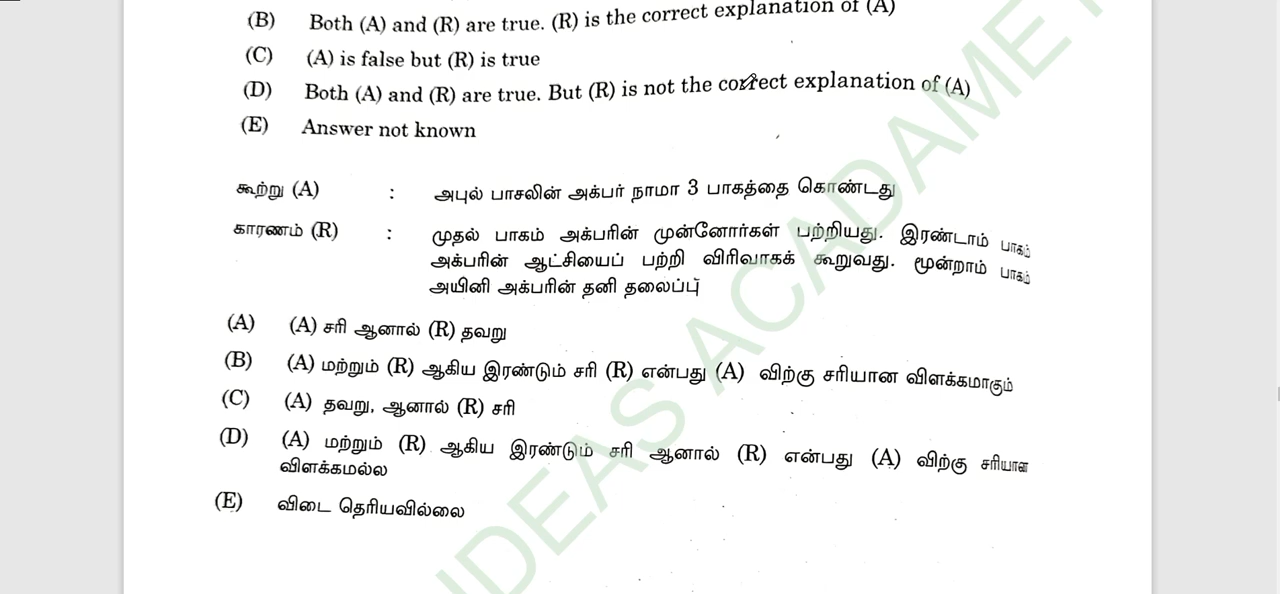 (B) Both (A) and (R) are true. (R) is the correct explanation of (A)
(C) (A) is false but (R) is true
(D) Both (A) and (R) are true. But (R) is not the correct explanation of (A)
(E) Answer not known
கூற்று (A) : அபுல் பாசலின் அக்பர் நாமா 3 பாகத்தை கொண்டது
காரணம் (R) : முதல் பாகம் அக்பரின் முன்னோர்கள் பற்றியது. இரண்டாம் பாகம்
அக்பரின் ஆட்சியைப் பற்றி விரிவாகக் கூறுவது. மூன்றாம் பாகம்
அயினி அக்பரின் தனி தலைப்பு
(A) (A) சரி ஆனால் (R) தவறு
(B) (A) மற்றும் (R) ஆகிய இரண்டும் சரி (R) என்பது (A) விற்கு சரியான விளக்கமாகும்
(C) (A) தவறு, ஆனால் (R) சரி
(D) (A) மற்றும் (R) ஆகிய இரண்டும் சரி ஆனால் (R) என்பது (A) விற்கு சரியான
விளக்கமல்ல
(E) விடை தெரியவில்லை
IDEAS ACADAME